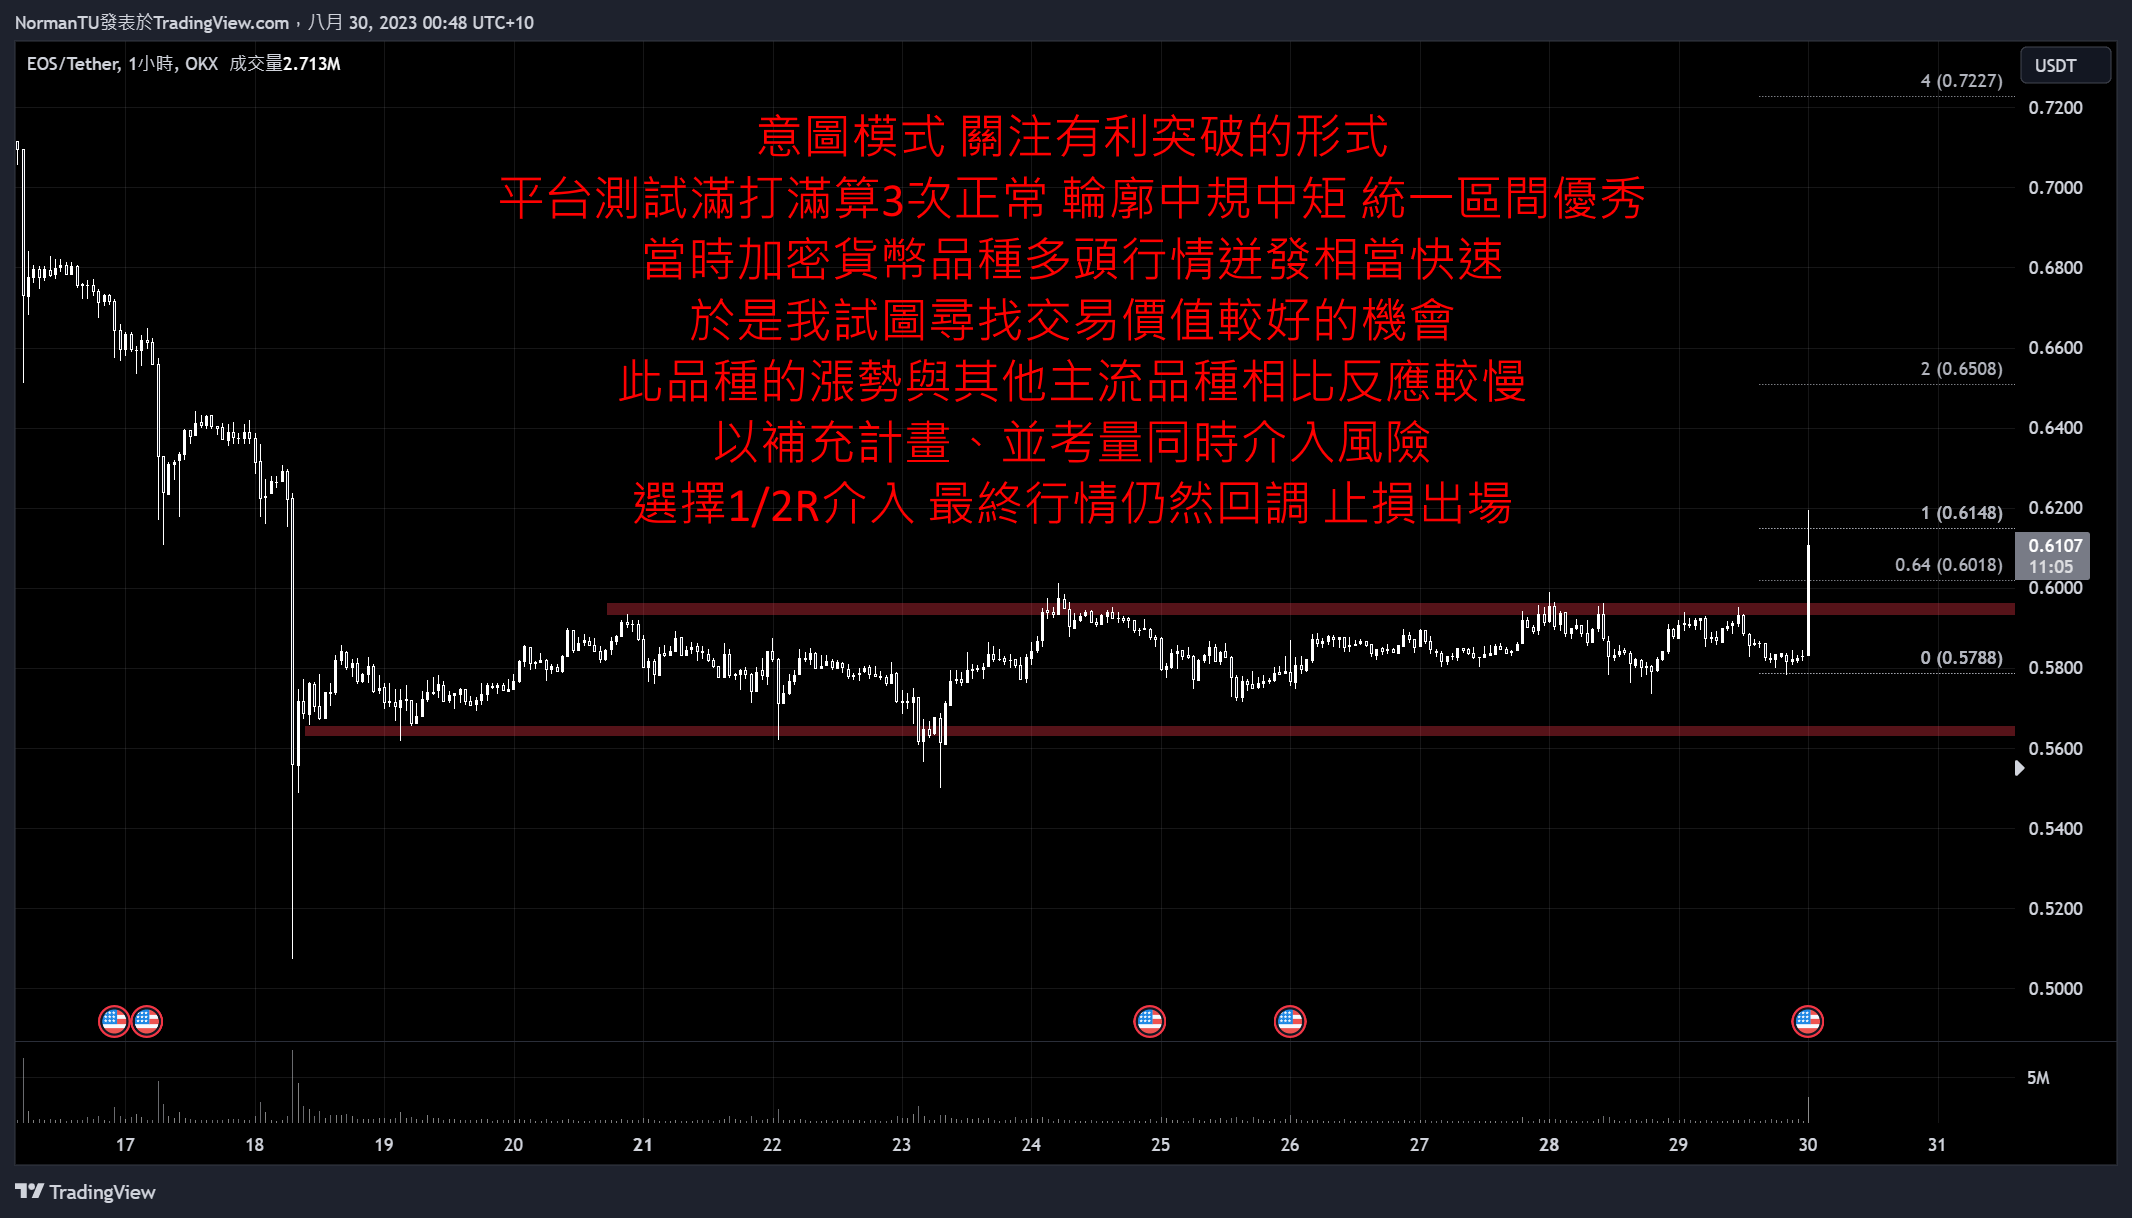 NormanTU發表於TradingView.com，八月 30, 2023 00:48 UTC+10
EOS/Tether, 1小時, OKX 成交量2.713M
USDT
意圖模式 關注有利突破的形式
平台測試滿打滿算3次正常 輪廓中規中矩 統一區間優秀
當時加密貨幣品種多頭行情迸發相當快速
於是我試圖尋找交易價值較好的機會
此品種的漲勢與其他主流品種相比反應較慢
以補充計畫、並考量同時介入風險
選擇1/2R介入 最終行情仍然回調 止損出場
4 (0.7227)
2 (0.6508)
1 (0.6148)
0.64 (0.6018)
0 (0.5788)
0.7200
0.7000
0.6800
0.6600
0.6400
0.6200
0.6107
11:05
0.6000
0.5800
0.5600
0.5400
0.5200
0.5000
5M
17 18 19 20 21 22 23 24 25 26 27 28 29 30 31
TradingView